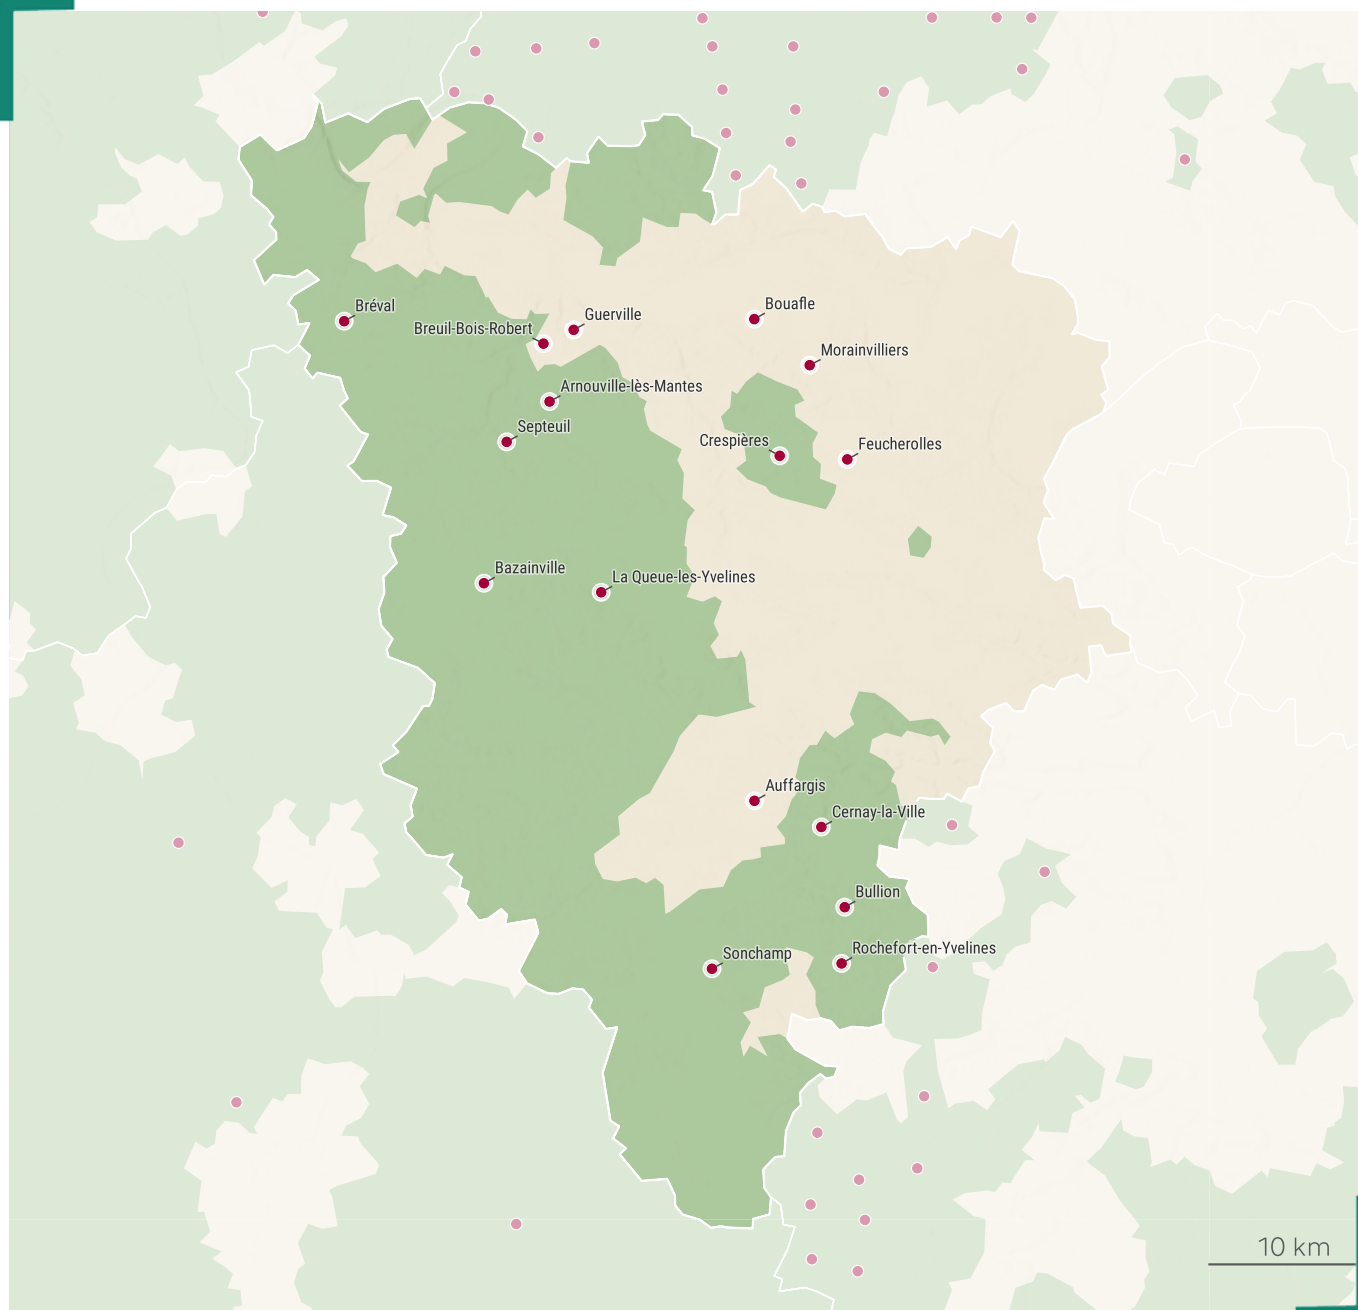 Bréval
Bouafle
Guerville
Breuil-Bois-Robert
Morainvilliers
Arnouville-lès-Mantes
Septeuil
Crespières
Feucherolles
Bazainville
La Queue-les-Yvelines
Auffargis
Cernay-la-Ville
Bullion
Rochefort-en-Yvelines
Sonchamp
10 km